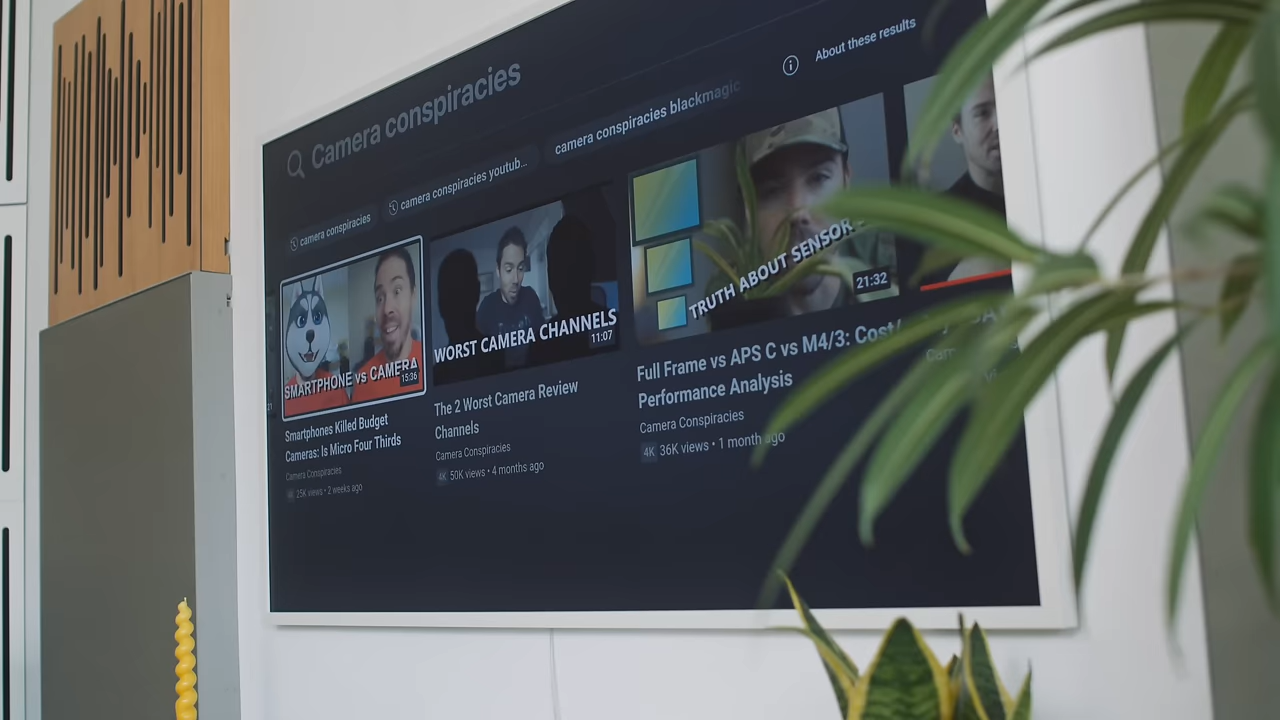 Camera conspiracies
About these results
camera conspiracies
camera conspiracies youtub...
camera conspiracies blackmagic
SMARTPHONE vs CAMERA
15:36
WORST CAMERA CHANNELS
11:07
TRUTH ABOUT SENSOR
21:32
Smartphones Killed Budget
Cameras: Is Micro Four Thirds
Camera Conspiracies
25K views • 2 weeks ago
The 2 Worst Camera Review
Channels
Camera Conspiracies
4K 50K views • 4 months ago
Full Frame vs APS C vs M4/3: Cost/
Performance Analysis
Camera Conspiracies
4K 36K views • 1 month ago